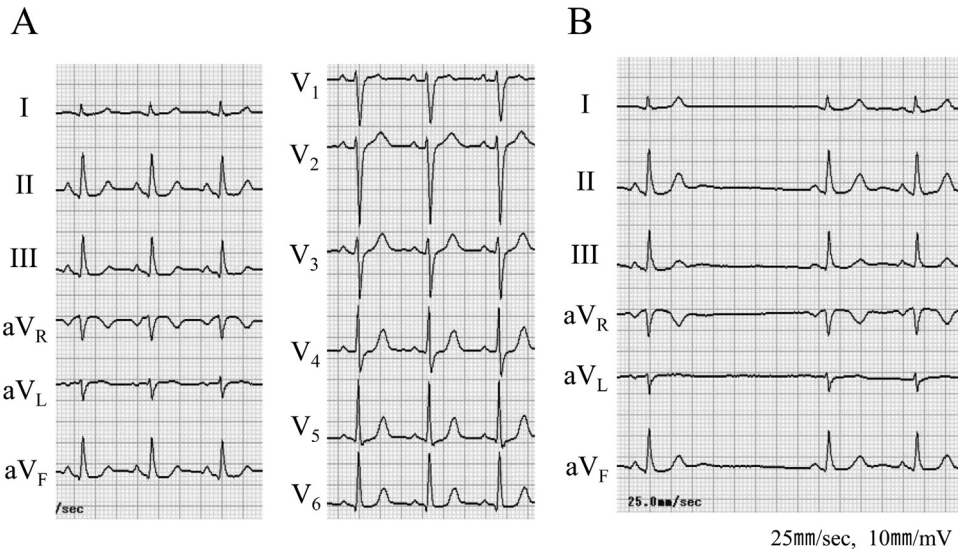 A
I
II
III
aVR
aVL
aVF
/sec
V1
V2
V3
V4
V5
V6
B
I
II
III
aVR
aVL
aVF
25.0mm/sec
25mm/sec, 10mm/mV